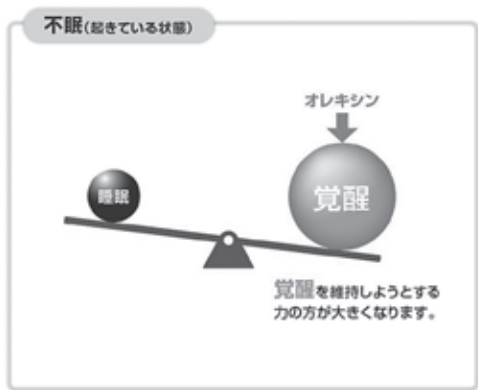 不眠(起きている状態)
オレキシン
睡眠
覚醒
覚醒を維持しようとする
力の方が大きくなります。